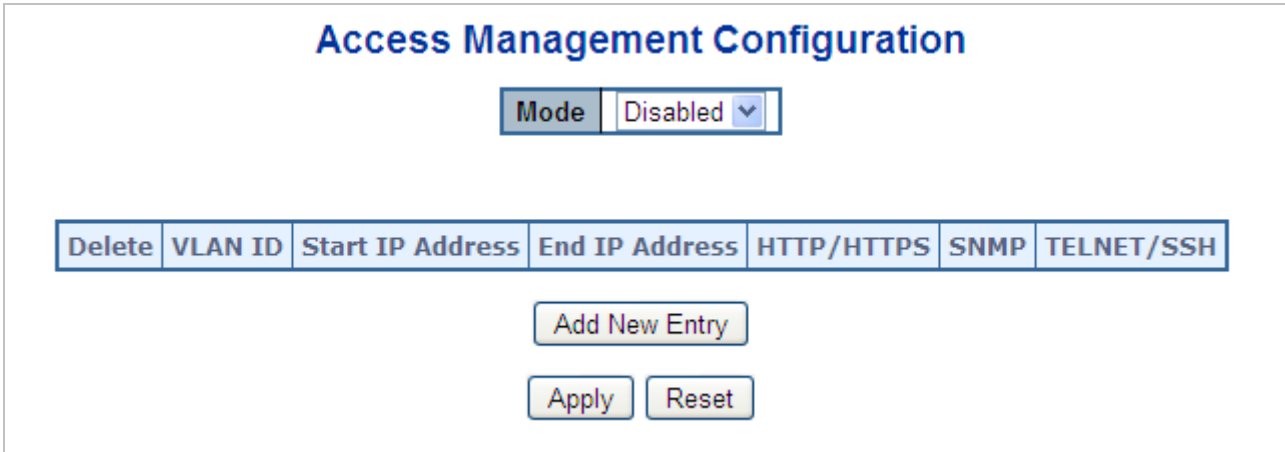 Access Management Configuration
Mode Disabled
Delete VLAN ID Start IP Address End IP Address HTTP/HTTPS SNMP TELNET/SSH
Add New Entry
Apply Reset